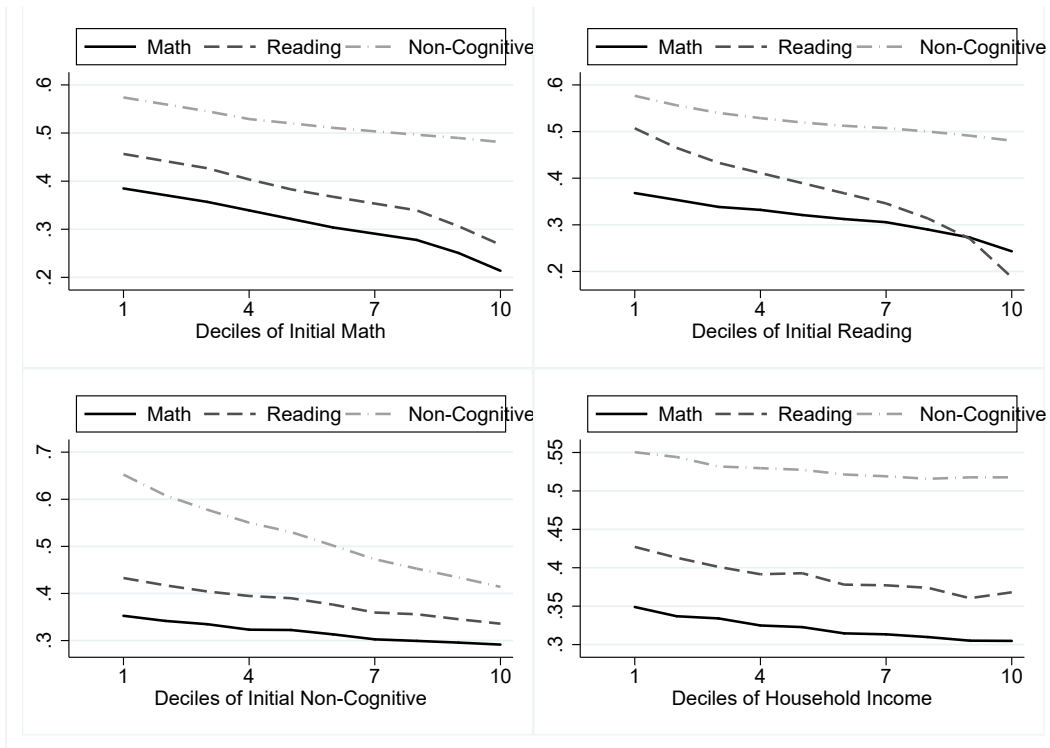 Math Reading Non-Cognitive
.6
.5
.4
.3
.2
1 4 7 10
Deciles of Initial Math
Math Reading Non-Cognitive
.6
.5
.4
.3
.2
1 4 7 10
Deciles of Initial Reading
Math Reading Non-Cognitive
.7
.6
.5
.4
.3
1 4 7 10
Deciles of Initial Non-Cognitive
Math Reading Non-Cognitive
.55
.5
.45
.4
.35
.3
1 4 7 10
Deciles of Household Income